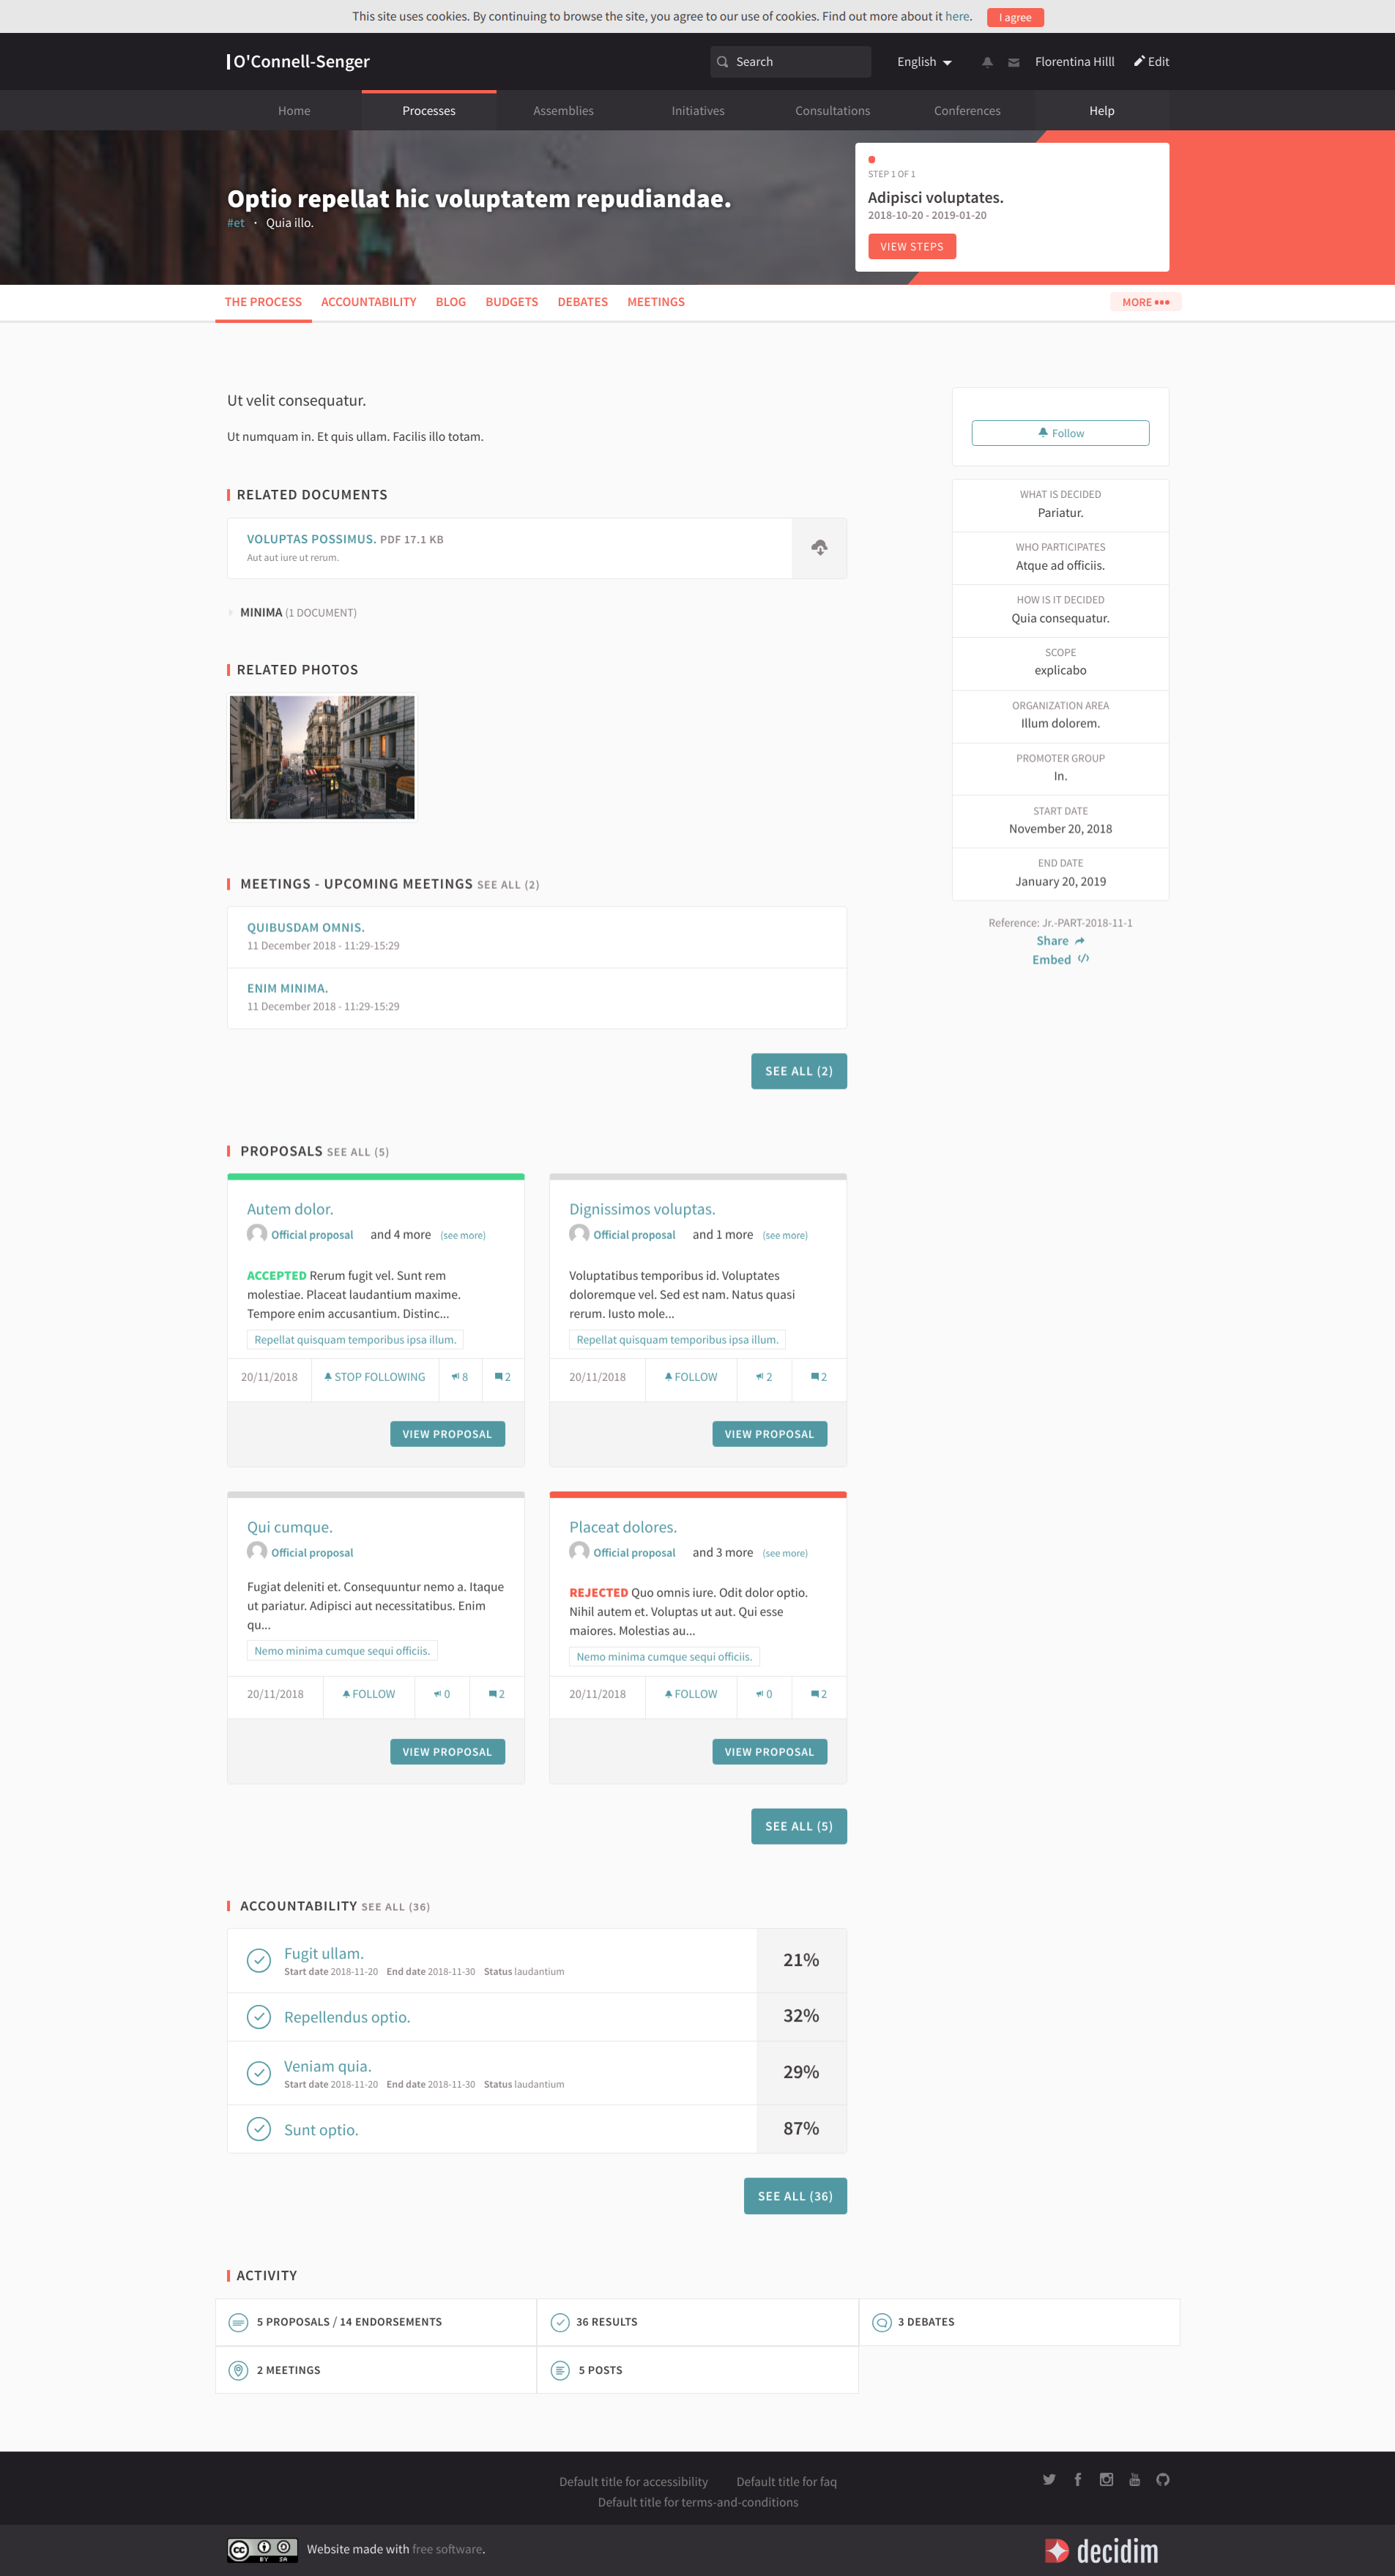 This site uses cookies. By continuing to browse the site, you agree to our use of cookies. Find out more about it here. I agree
O'Connell-Senger
Search
English
Florentina Hilll
Edit
Home Processes Assemblies Initiatives Consultations Conferences Help
Optio repellat hic voluptatem repudiandae.
#et · Quia illo.
STEP 1 OF 1
Adipisci voluptates.
2018-10-20 - 2019-01-20
VIEW STEPS
THE PROCESS ACCOUNTABILITY BLOG BUDGETS DEBATES MEETINGS MORE •••
Ut velit consequatur.
Ut numquam in. Et quis ullam. Facilis illo totam.
RELATED DOCUMENTS
VOLUPTAS POSSIMUS. PDF 17.1 KB
Aut aut iure ut rerum.
MINIMA (1 DOCUMENT)
RELATED PHOTOS
MEETINGS - UPCOMING MEETINGS SEE ALL (2)
QUIBUSDAM OMNIS.
11 December 2018 - 11:29-15:29
ENIM MINIMA.
11 December 2018 - 11:29-15:29
SEE ALL (2)
Follow
WHAT IS DECIDED
Pariatur.
WHO PARTICIPATES
Atque ad officiis.
HOW IS IT DECIDED
Quia consequatur.
SCOPE
explicabo
ORGANIZATION AREA
Illum dolorem.
PROMOTER GROUP
In.
START DATE
November 20, 2018
END DATE
January 20, 2019
Reference: Jr.-PART-2018-11-1
Share
Embed
PROPOSALS SEE ALL (5)
Autem dolor.
Official proposal and 4 more (see more)
ACCEPTED Rerum fugit vel. Sunt rem
molestiae. Placeat laudantium maxime.
Tempore enim accusantium. Distinc...
Repellat quisquam temporibus ipsa illum.
20/11/2018 STOP FOLLOWING 8 2
VIEW PROPOSAL
Dignissimos voluptas.
Official proposal and 1 more (see more)
Voluptatibus temporibus id. Voluptates
doloremque vel. Sed est nam. Natus quasi
rerum. Iusto mole...
Repellat quisquam temporibus ipsa illum.
20/11/2018 FOLLOW 2 2
VIEW PROPOSAL
Qui cumque.
Official proposal
Fugiat deleniti et. Consequuntur nemo a. Itaque
ut pariatur. Adipisci aut necessitatibus. Enim
qu...
Nemo minima cumque sequi officiis.
20/11/2018 FOLLOW 0 2
VIEW PROPOSAL
Placeat dolores.
Official proposal and 3 more (see more)
REJECTED Quo omnis iure. Odit dolor optio.
Nihil autem et. Voluptas ut aut. Qui esse
maiores. Molestias au...
Nemo minima cumque sequi officiis.
20/11/2018 FOLLOW 0 2
VIEW PROPOSAL
SEE ALL (5)
ACCOUNTABILITY SEE ALL (36)
Fugit ullam.
Start date 2018-11-20 End date 2018-11-30 Status laudantium
21%
Repellendus optio.
32%
Veniam quia.
Start date 2018-11-20 End date 2018-11-30 Status laudantium
29%
Sunt optio.
87%
SEE ALL (36)
ACTIVITY
5 PROPOSALS / 14 ENDORSEMENTS
36 RESULTS
3 DEBATES
2 MEETINGS
5 POSTS
Default title for accessibility Default title for faq
Default title for terms-and-conditions
cc BY SA
Website made with free software.
decidim